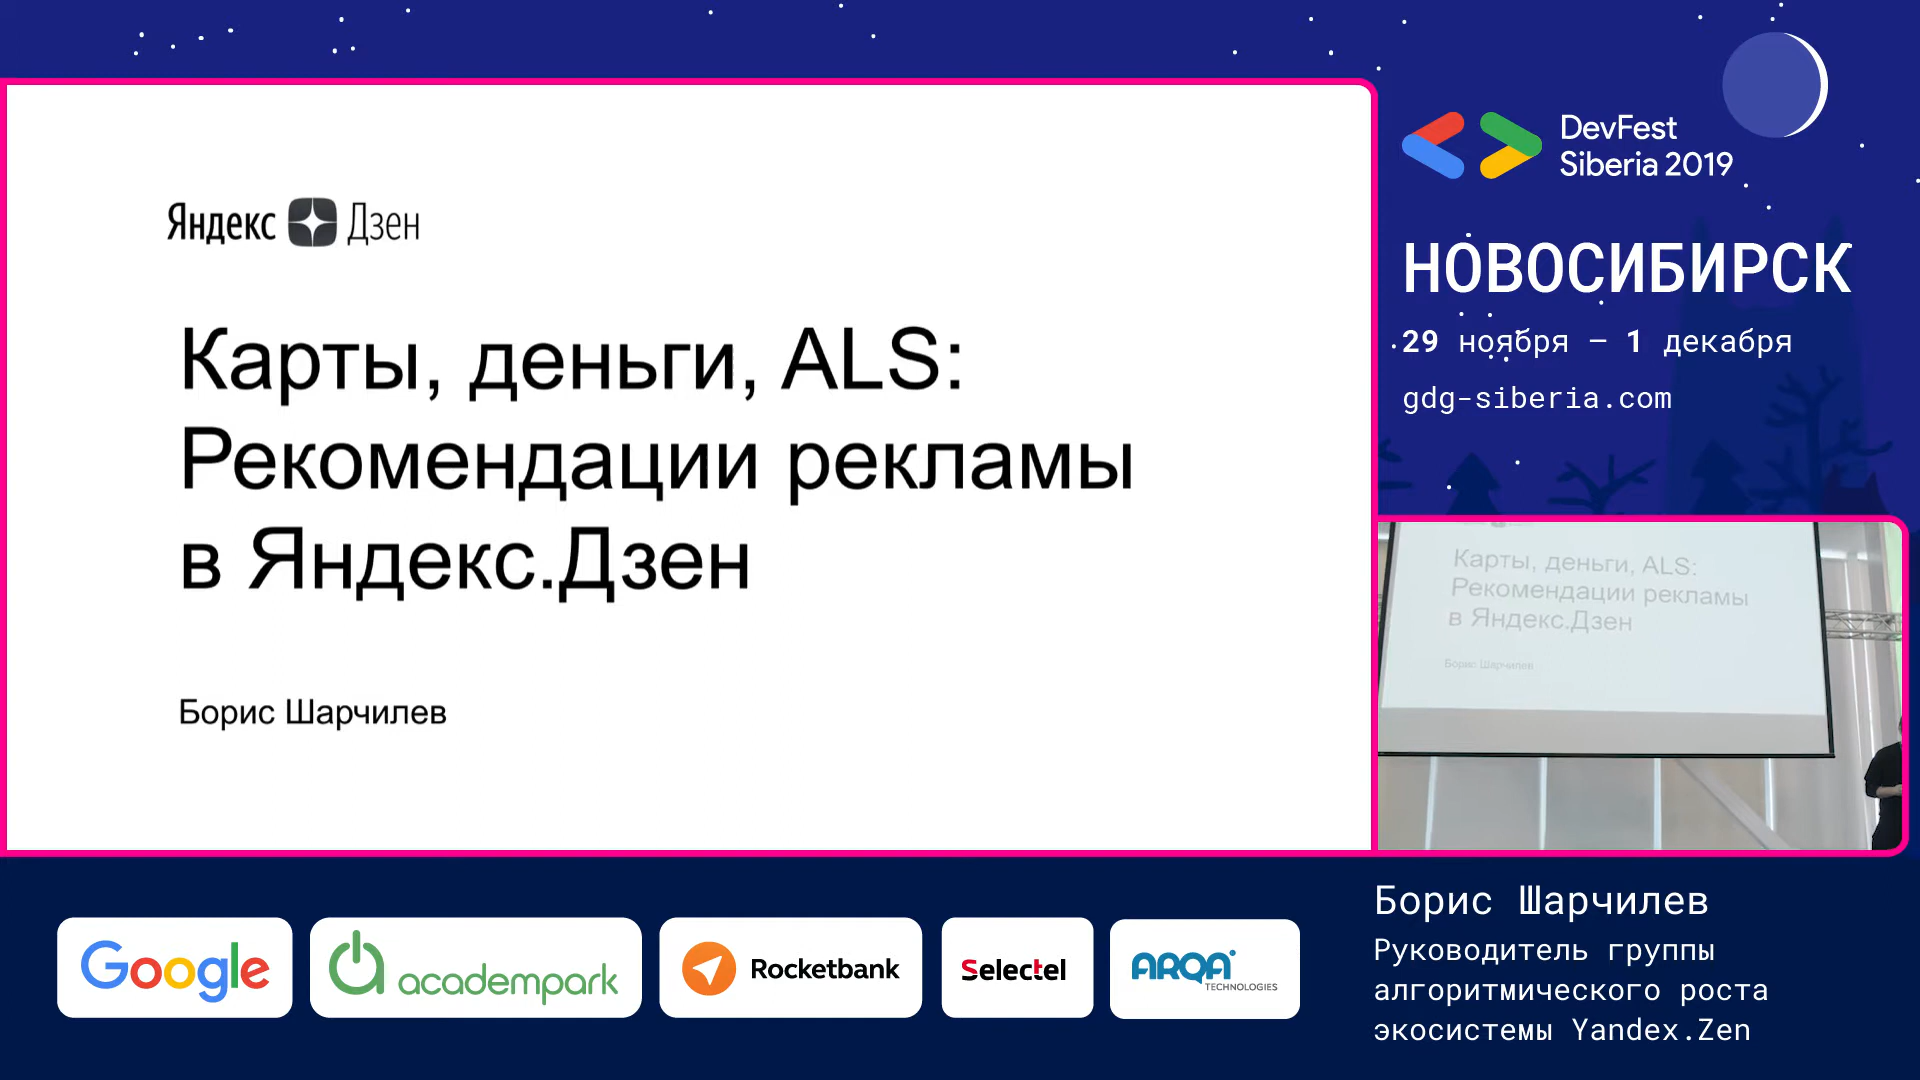 Яндекс Дзен
Карты, деньги, ALS:
Рекомендации рекламы
в Яндекс.Дзен
Борис Шарчилев
DevFest
Siberia 2019
НОВОСИБИРСК
29 ноября – 1 декабря
gdg-siberia.com
Карты, деньги, ALS:
Рекомендации рекламы
в Яндекс.Дзен
Борис Шарчилев
Google
academpark
Rocketbank
Selectel
ARQA
TECHNOLOGIES
Борис Шарчилев
Руководитель группы
алгоритмического роста
экосистемы Yandex.Zen